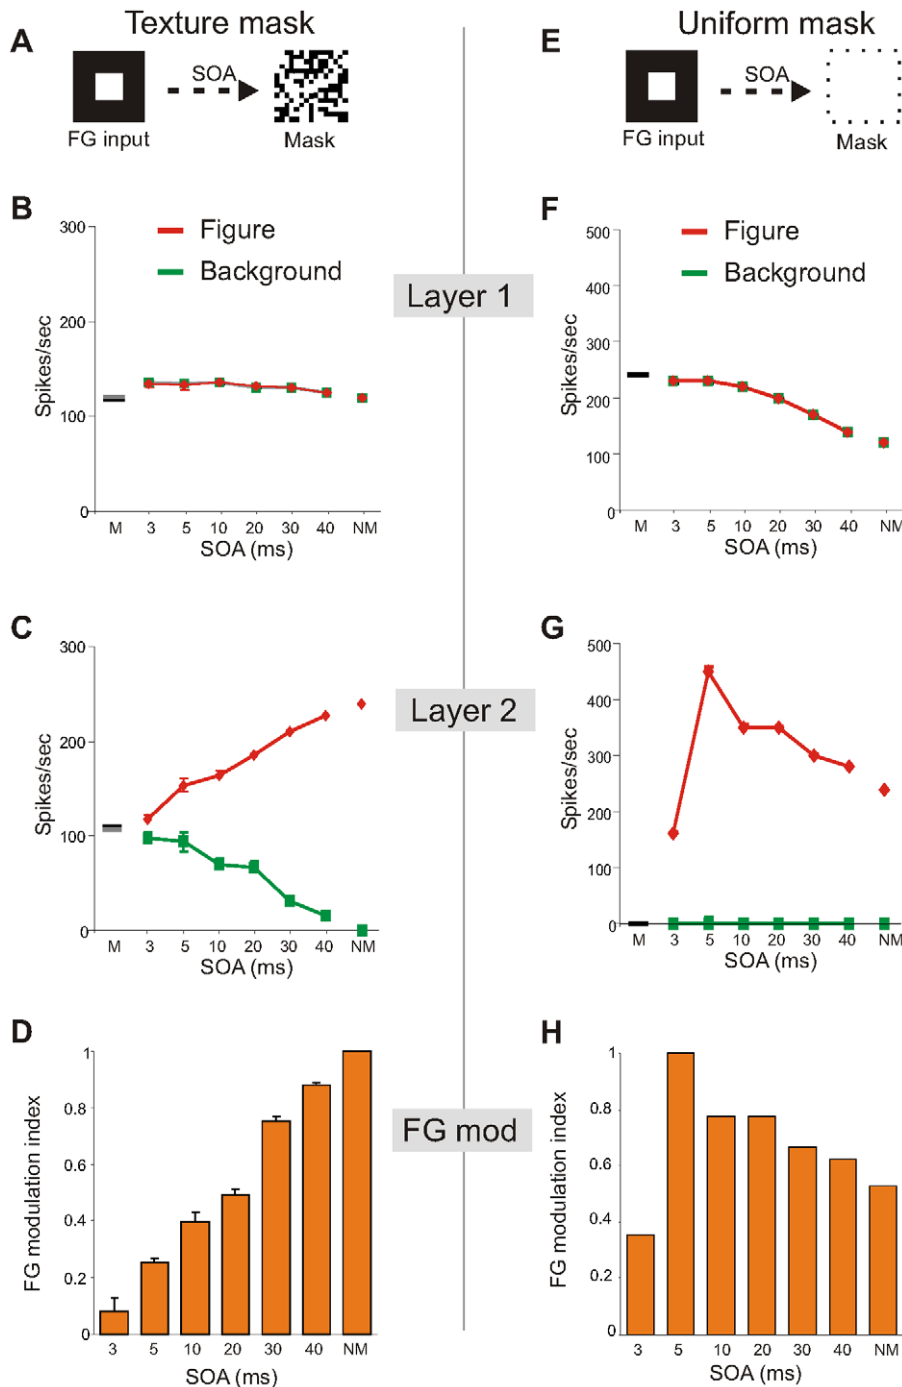 Texture mask
A
SOA
FG input
Mask
B
300
200
100
0
Spikes/sec
Figure
Background
M 3 5 10 20 30 40 NM
SOA (ms)
C
300
200
100
0
Spikes/sec
M 3 5 10 20 30 40 NM
SOA (ms)
D
1
0.8
0.6
0.4
0.2
0
FG modulation index
3 5 10 20 30 40 NM
SOA (ms)
Layer 1
Layer 2
FG mod
Uniform mask
E
SOA
FG input
Mask
F
500
400
300
200
100
0
Spikes/sec
Figure
Background
M 3 5 10 20 30 40 NM
SOA (ms)
G
500
400
300
200
100
0
Spikes/sec
M 3 5 10 20 30 40 NM
SOA (ms)
H
1
0.8
0.6
0.4
0.2
0
FG modulation index
3 5 10 20 30 40 NM
SOA (ms)